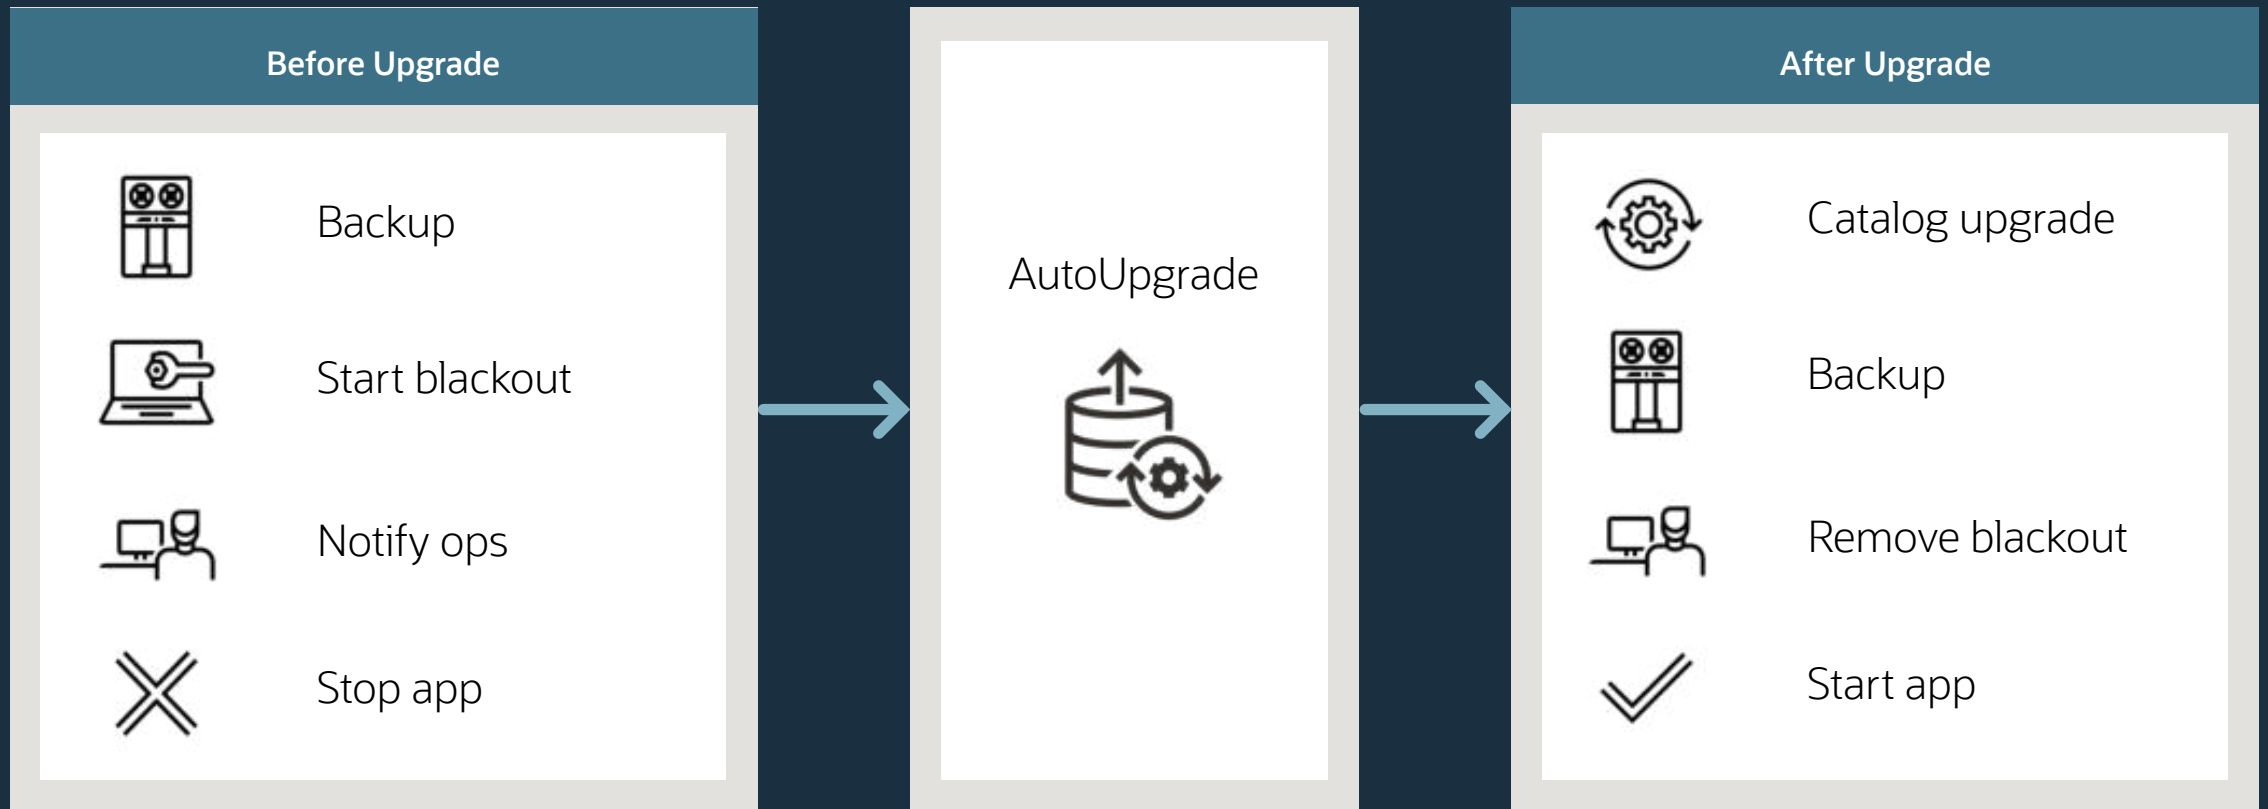 Before Upgrade
Backup
Start blackout
Notify ops
Stop app
AutoUpgrade
After Upgrade
Catalog upgrade
Backup
Remove blackout
Start app